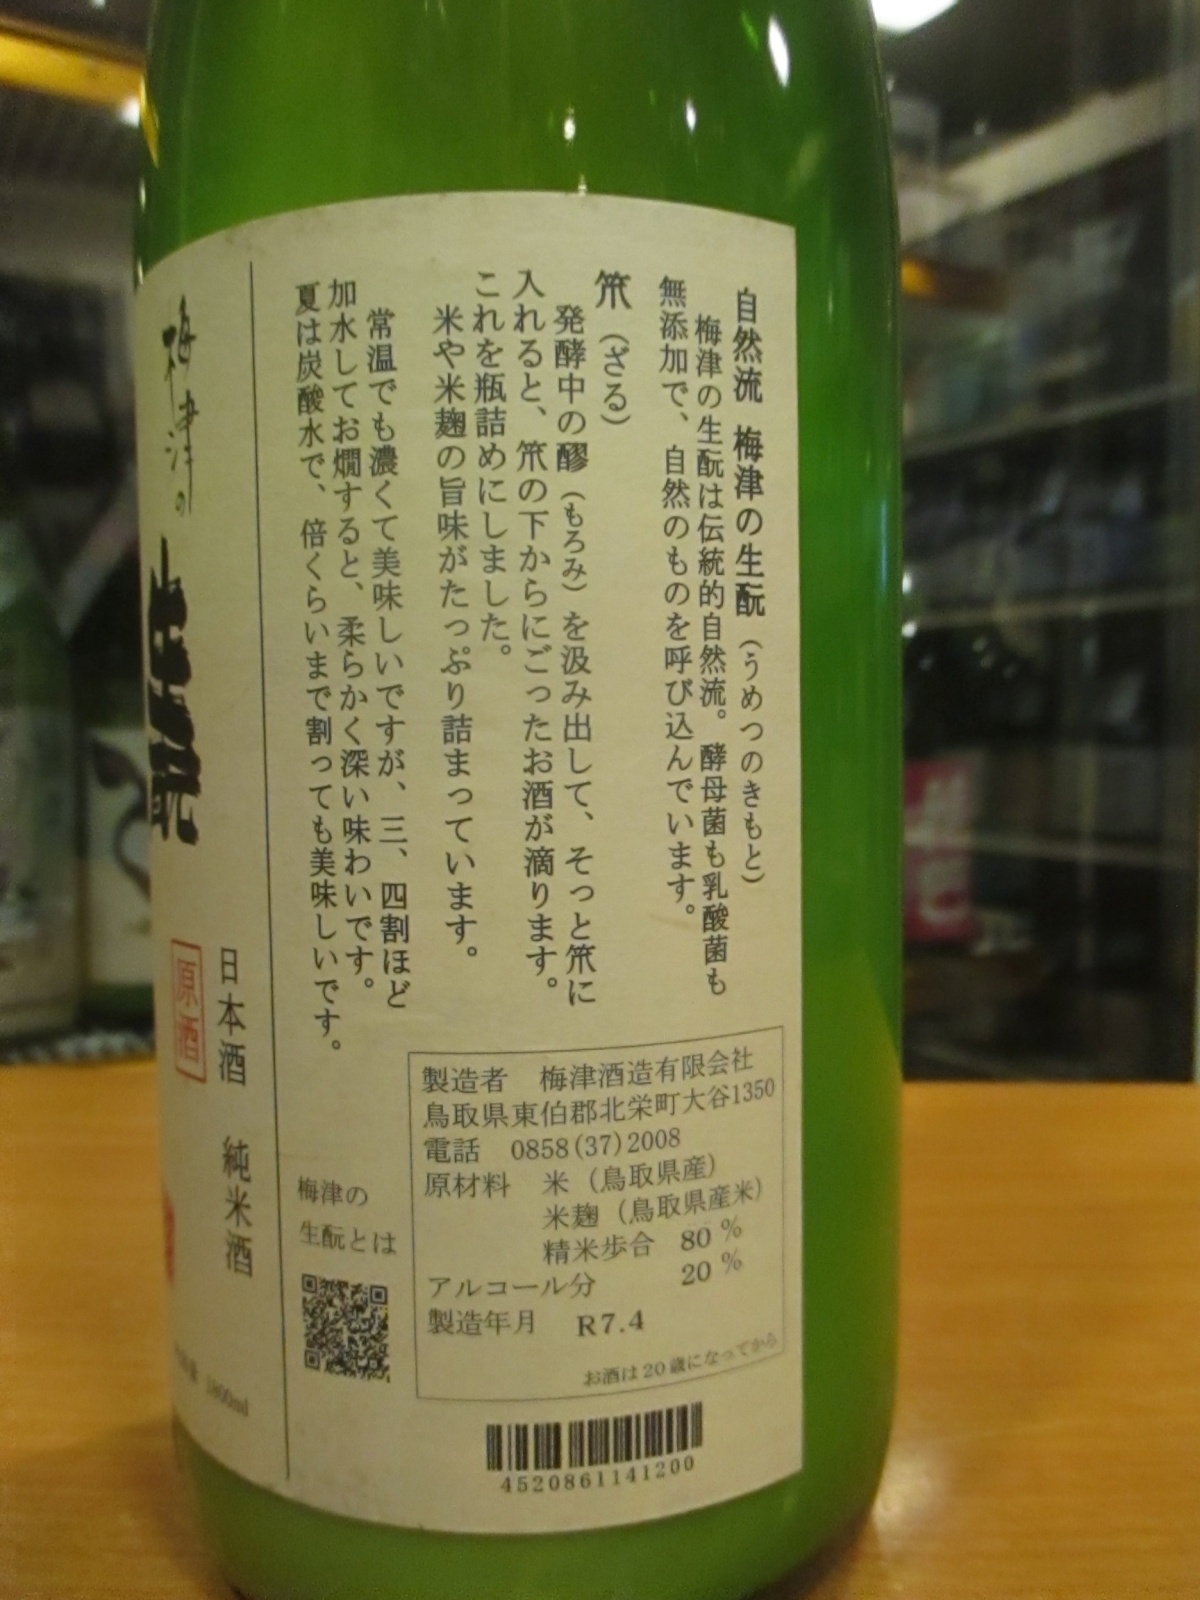 自然流　梅津の生酛（うめつのきもと）
梅津の生酛は伝統的自然流。酵母菌も乳酸菌も
無添加で、自然のものを呼び込んでいます。
笊（ざる）
発酵中の醪（もろみ）を汲み出して、そっと笊に
入れると、笊の下からにごったお酒が滴ります。
これを瓶詰めにしました。
米や米麹の旨味がたっぷり詰まっています。
常温でも濃くて美味しいですが、三、四割ほど
加水してお燗すると、柔らかく深い味わいです。
夏は炭酸水で、倍くらいまで割っても美味しいです。
製造者　梅津酒造有限会社
鳥取県東伯郡北栄町大谷1350
電話　0858(37)2008
原材料　米（鳥取県産）
米麹（鳥取県産米）
精米歩合　80 %
アルコール分　20 %
製造年月　R7.4
お酒は20歳になってから
4520861141200
梅津の
生酛とは
日本酒　純米酒
原酒
梅津の
生酛
1800ml